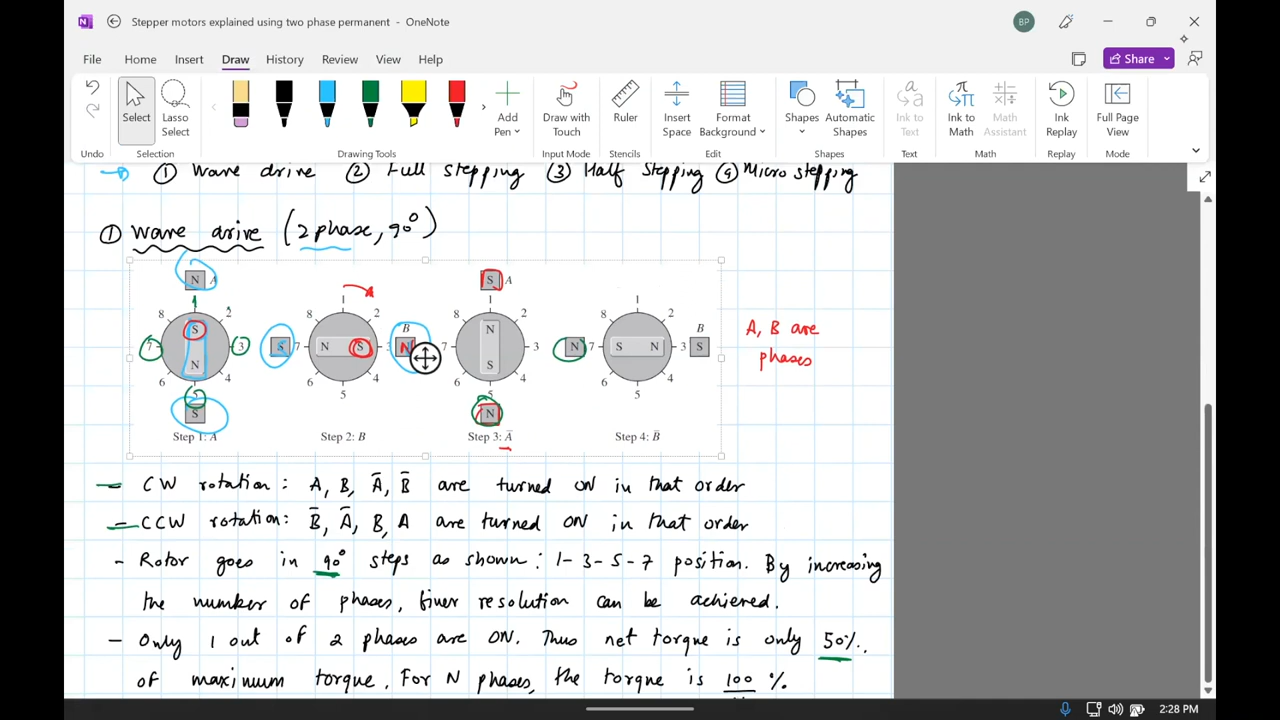 Stepper motors explained using two phase permanent - OneNote
BP
File Home Insert Draw History Review View Help
Share
Select
Lasso Select
Add Pen
Draw with Touch
Ruler
Insert Space
Format Background
Shapes
Automatic Shapes
Ink to Text
Ink to Math
Math Assistant
Ink Replay
Full Page View
Undo Selection Drawing Tools Input Mode Stencils Edit Shapes Text Math Replay Mode
→ ① Wave drive ② Full stepping ③ Half stepping ④ Micro stepping
① Wave drive (2 phase, 90°)
N A S A
1 1 1 1
8 2 8 2 8 2 8 2
S B N B
7 3 S N S N 7 3 N 7 S N 3 S
N S
6 4 6 4 6 4 6 4
5 5 5 5
S N
Step 1: A Step 2: B Step 3: A̅ Step 4: B̅
A, B are
phases
- CW rotation: A, B, A̅, B̅ are turned ON in that order
- CCW rotation: B̅, A̅, B, A are turned ON in that order
- Rotor goes in 90° steps as shown: 1-3-5-7 position. By increasing
the number of phases, finer resolution can be achieved.
- Only 1 out of 2 phases are ON. Thus net torque is only 50%.
of maximum torque. For N phases, the torque is 100 %
2:28 PM